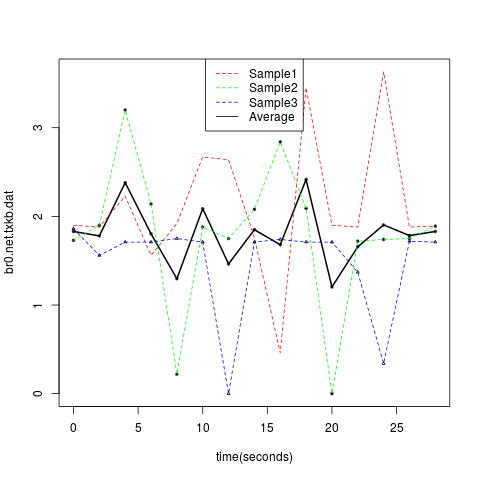 Sample1
Sample2
Sample3
Average
br0.net.txkb.dat
3
2
1
0
0 5 10 15 20 25
time(seconds)